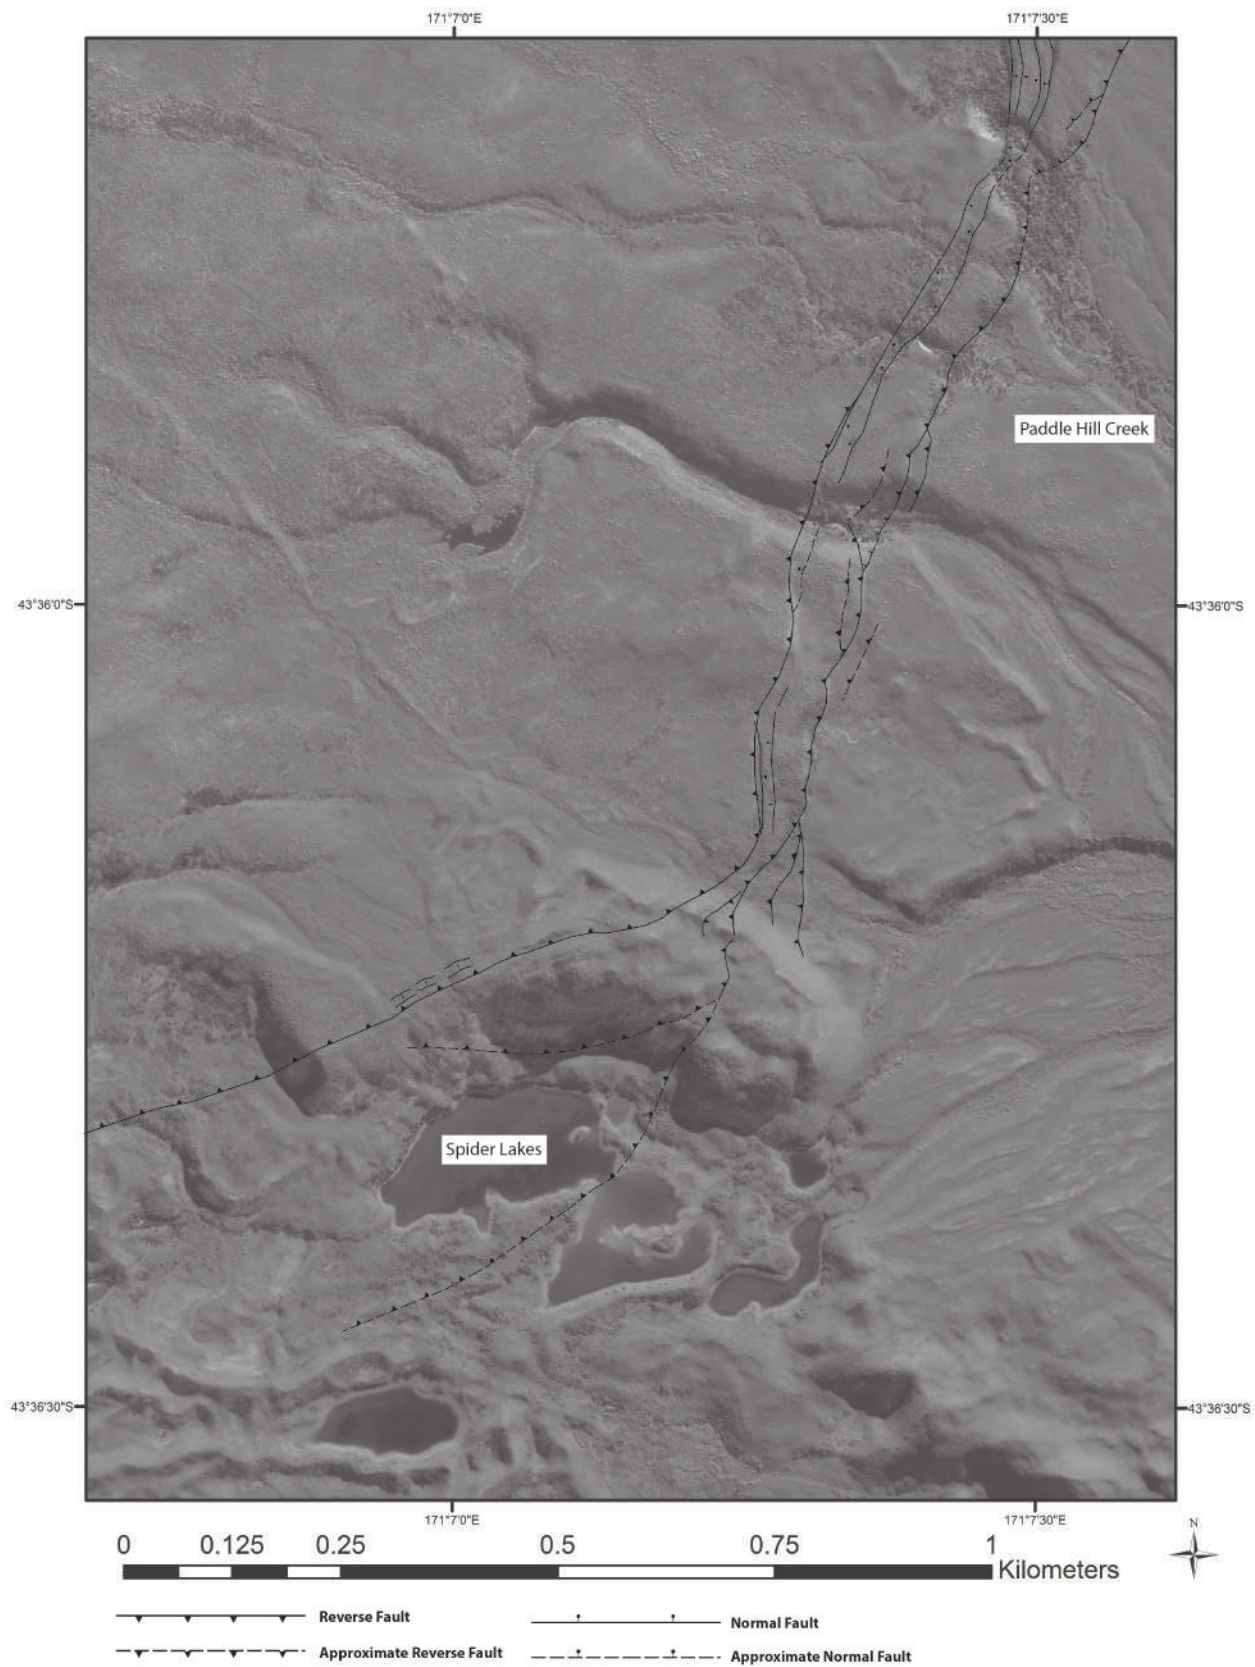 171°7'0"E 171°7'30"E
Paddle Hill Creek
43°36'0"S 43°36'0"S
Spider Lakes
43°36'30"S 43°36'30"S
171°7'0"E 171°7'30"E
N
0 0.125 0.25 0.5 0.75 1
Kilometers
Reverse Fault Normal Fault
Approximate Reverse Fault Approximate Normal Fault